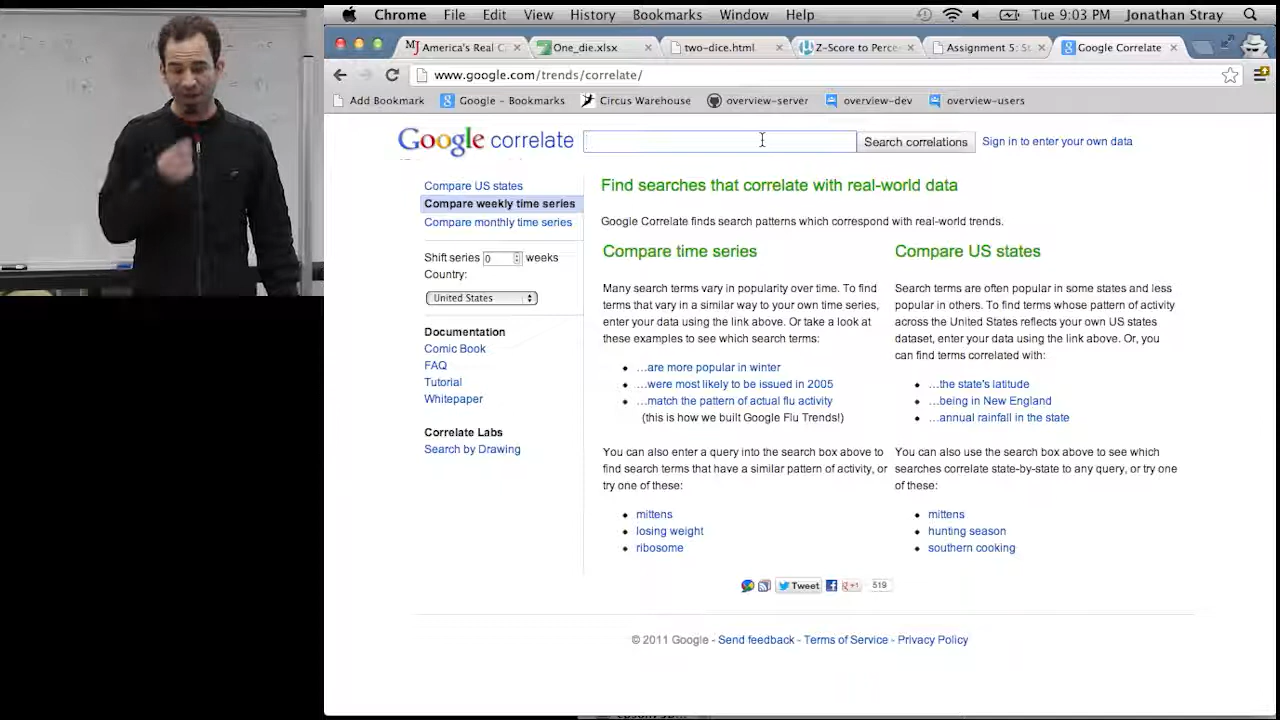 Chrome File Edit View History Bookmarks Window Help Tue 9:03 PM Jonathan Stray
America's Real C One_die.xlsx two-dice.html Z-Score to Perce Assignment 5: S Google Correlate
www.google.com/trends/correlate/
Add Bookmark Google - Bookmarks Circus Warehouse overview-server overview-dev overview-users
Google correlate Search correlations Sign in to enter your own data
Compare US states
Compare weekly time series
Compare monthly time series
Shift series 0 weeks
Country:
United States
Documentation
Comic Book
FAQ
Tutorial
Whitepaper
Correlate Labs
Search by Drawing
Find searches that correlate with real-world data
Google Correlate finds search patterns which correspond with real-world trends.
Compare time series
Many search terms vary in popularity over time. To find
terms that vary in a similar way to your own time series,
enter your data using the link above. Or take a look at
these examples to see which search terms:
...are more popular in winter
...were most likely to be issued in 2005
...match the pattern of actual flu activity
(this is how we built Google Flu Trends!)
You can also enter a query into the search box above to
find search terms that have a similar pattern of activity, or
try one of these:
mittens
losing weight
ribosome
Compare US states
Search terms are often popular in some states and less
popular in others. To find terms whose pattern of activity
across the United States reflects your own US states
dataset, enter your data using the link above. Or, you
can find terms correlated with:
...the state's latitude
...being in New England
...annual rainfall in the state
You can also use the search box above to see which
searches correlate state-by-state to any query, or try one
of these:
mittens
hunting season
southern cooking
Tweet +1 519
© 2011 Google - Send feedback - Terms of Service - Privacy Policy